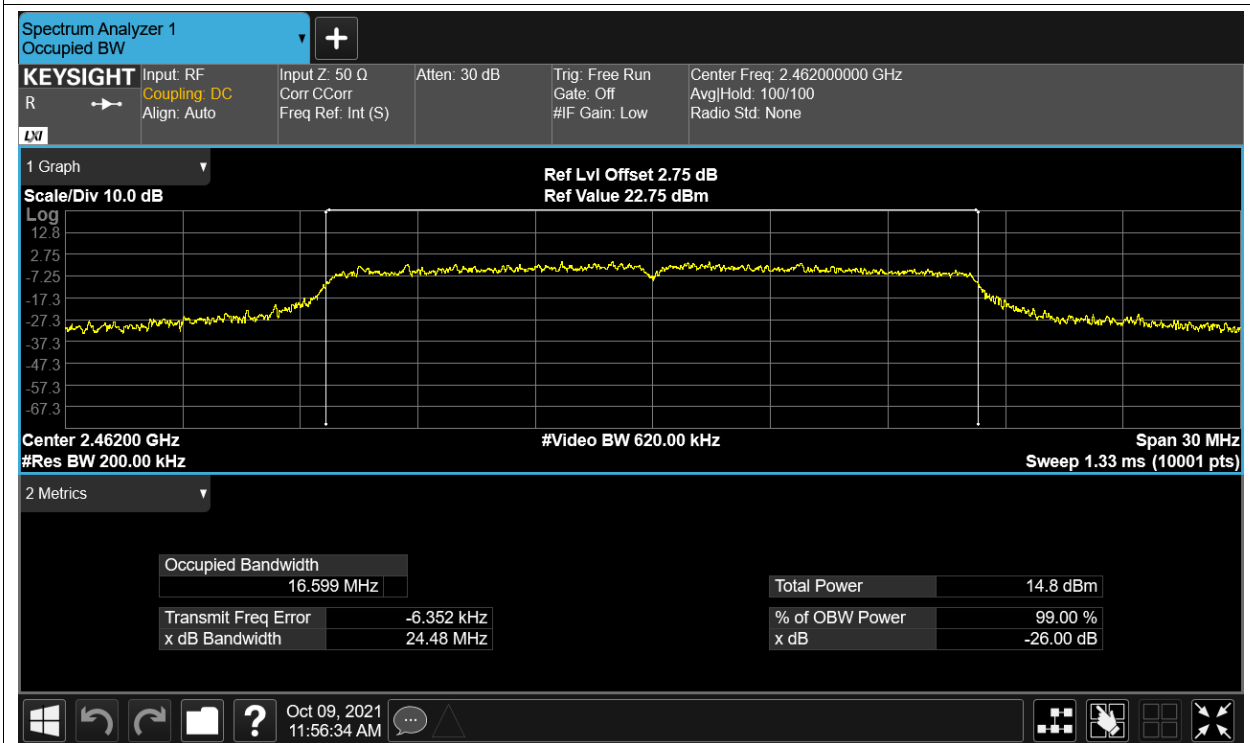 Spectrum Analyzer 1
Occupied BW
KEYSIGHT
R
LXI
Input: RF
Coupling: DC
Align: Auto
Input Z: 50 Ω
Corr CCorr
Freq Ref: Int (S)
Atten: 30 dB
Trig: Free Run
Gate: Off
#IF Gain: Low
Center Freq: 2.462000000 GHz
Avg|Hold: 100/100
Radio Std: None
1 Graph
Scale/Div 10.0 dB
Ref Lvl Offset 2.75 dB
Ref Value 22.75 dBm
Log
12.8
2.75
-7.25
-17.3
-27.3
-37.3
-47.3
-57.3
-67.3
Center 2.46200 GHz
#Res BW 200.00 kHz
#Video BW 620.00 kHz
Span 30 MHz
Sweep 1.33 ms (10001 pts)
2 Metrics
Occupied Bandwidth
16.599 MHz
Transmit Freq Error -6.352 kHz
x dB Bandwidth 24.48 MHz
Total Power 14.8 dBm
% of OBW Power 99.00 %
x dB -26.00 dB
?
Oct 09, 2021
11:56:34 AM